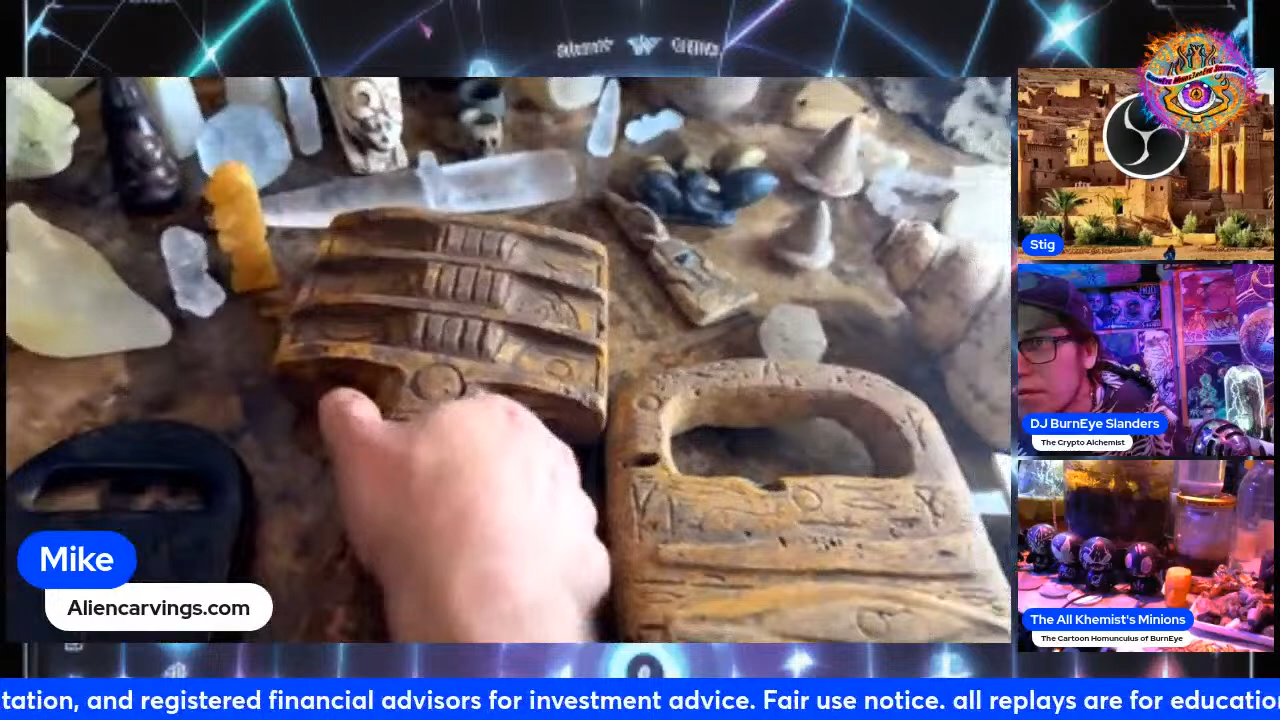 Stig
DJ BurnEye Slanders
The Crypto Alchemist
Mike
Aliencarvings.com
The All Khemist's Minions
The Cartoon Homunculus of BurnEye
tation, and registered financial advisors for investment advice. Fair use notice. all replays are for education